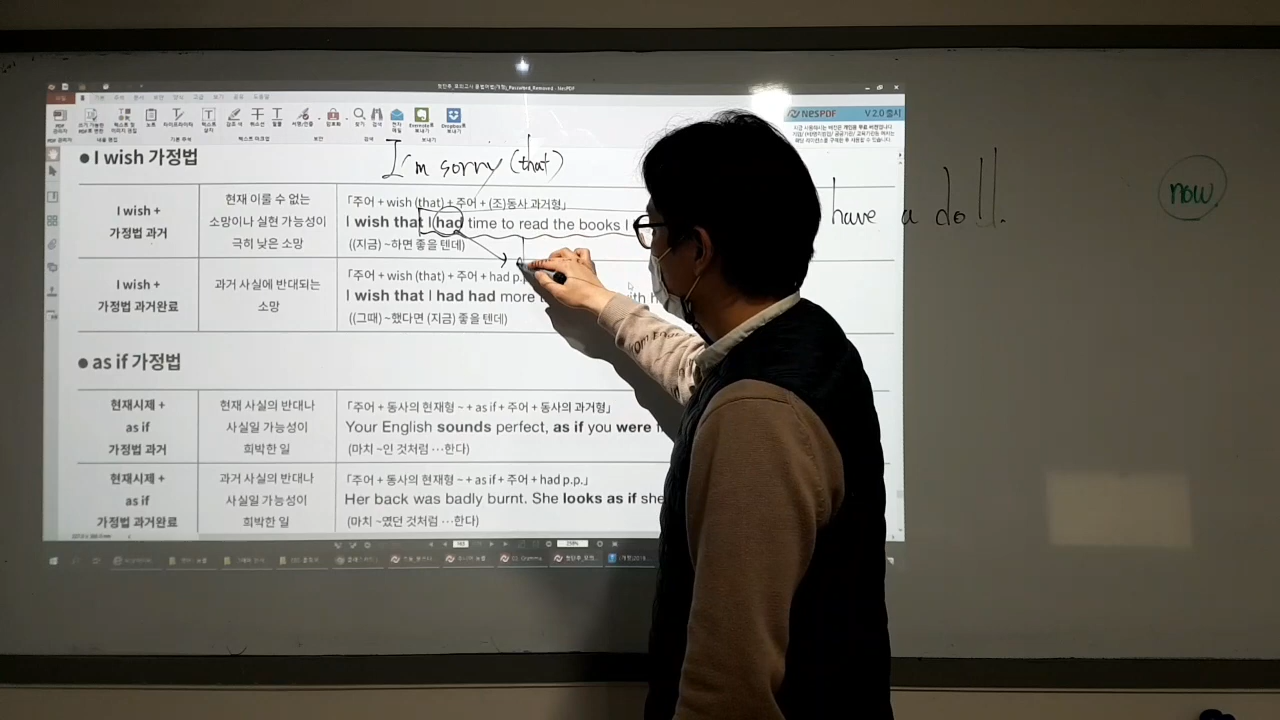 NESPDF V 2.0 출시
I'm sorry (that)
have a doll.
now
● I wish 가정법
I wish +
가정법 과거
현재 이룰 수 없는
소망이나 실현 가능성이
극히 낮은 소망
「주어 + wish (that) + 주어 + (조)동사 과거형」
I wish that I had time to read the books I
((지금) ~하면 좋을 텐데)
I wish +
가정법 과거완료
과거 사실에 반대되는
소망
「주어 + wish (that) + 주어 + had p.p
I wish that I had had more
((그때) ~했다면 (지금) 좋을 텐데)
● as if 가정법
현재시제 +
as if
가정법 과거
현재 사실의 반대나
사실일 가능성이
희박한 일
「주어 + 동사의 현재형 ~ + as if + 주어 + 동사의 과거형」
Your English sounds perfect, as if you were
(마치 ~인 것처럼 …한다)
현재시제 +
as if
가정법 과거완료
과거 사실의 반대나
사실일 가능성이
희박한 일
「주어 + 동사의 현재형 ~ + as if + 주어 + had p.p.」
Her back was badly burnt. She looks as if she
(마치 ~였던 것처럼 …한다)